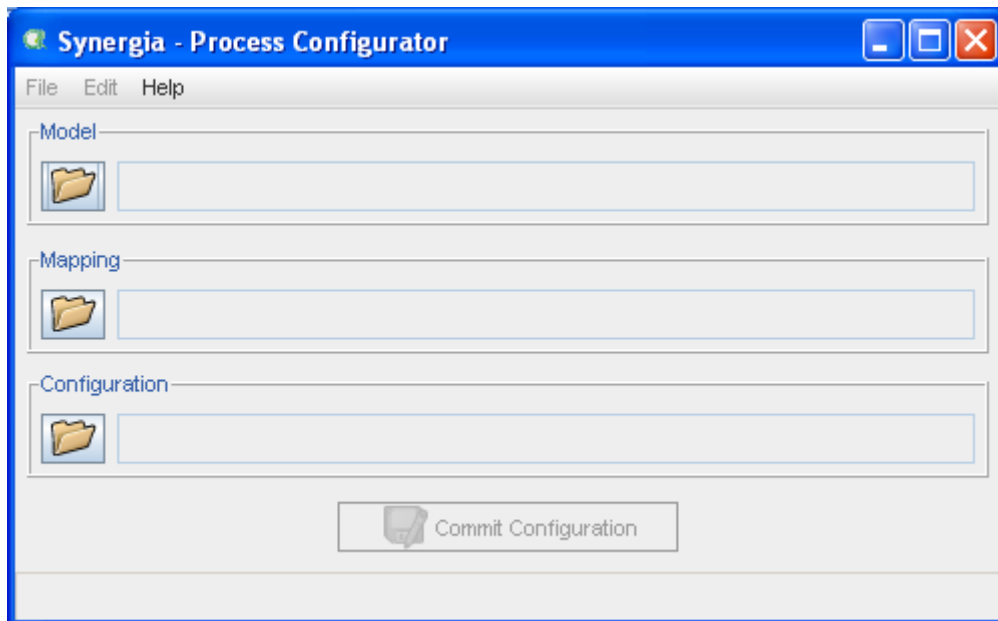 Synergia - Process Configurator
File Edit Help
Model
Mapping
Configuration
Commit Configuration